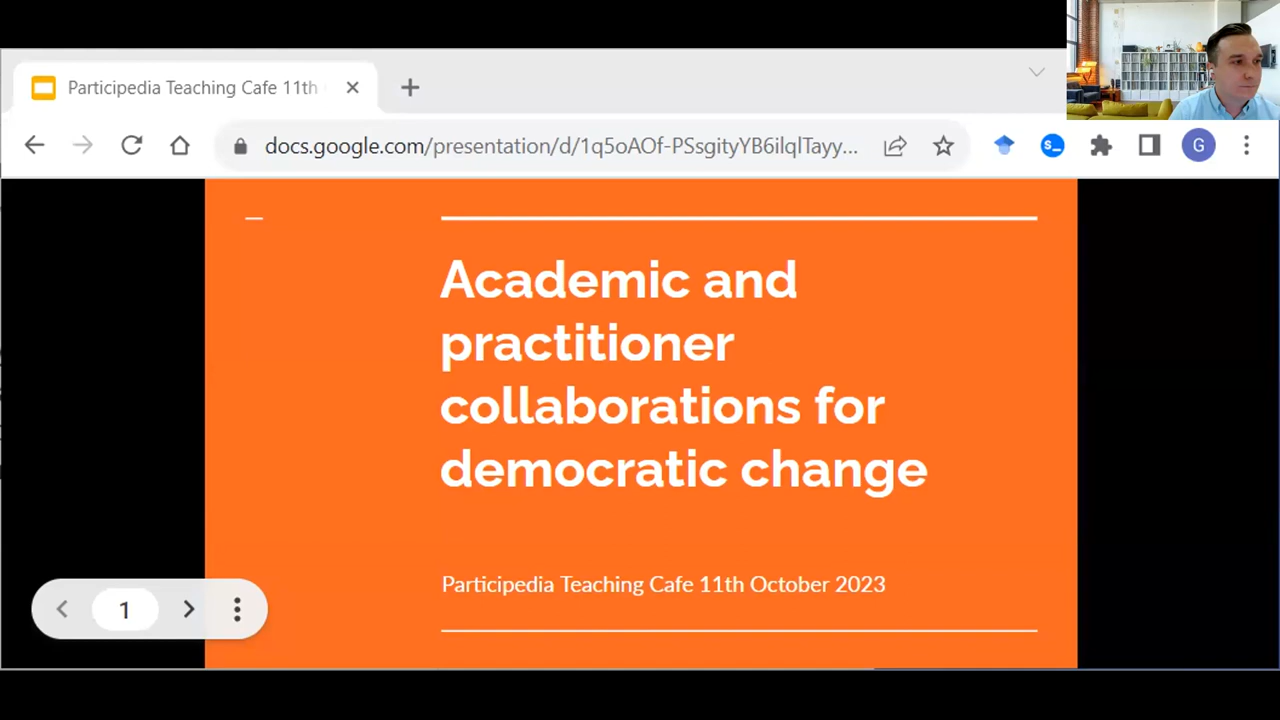 Participedia Teaching Cafe 11th
docs.google.com/presentation/d/1q5oAOf-PSsgityYB6ilqlTayy...
G
Academic and
practitioner
collaborations for
democratic change
Participedia Teaching Cafe 11th October 2023
1